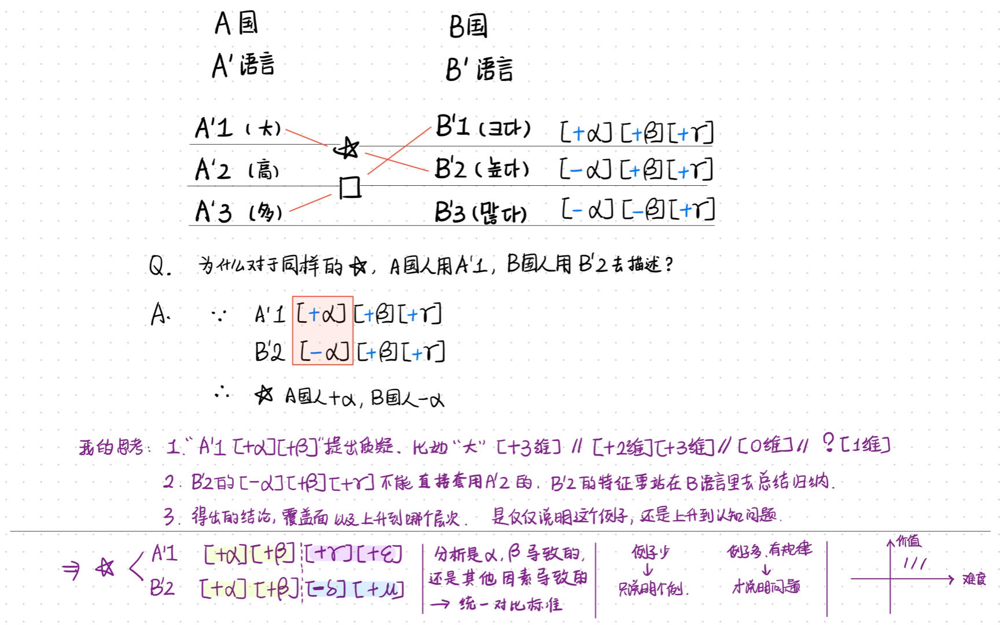 A国 B国
A'语言 B'语言
A'1 (大) B'1 (크다) [+α] [+β] [+γ]
A'2 (高) B'2 (높다) [-α] [+β] [+γ]
A'3 (多) B'3 (많다) [-α] [-β] [+γ]
Q. 为什么对于同样的☆, A国人用A'1, B国人用B'2去描述?
A. ∵ A'1 [+α] [+β] [+γ]
B'2 [-α] [+β] [+γ]
∴ ☆ A国人+α, B国人-α
我的思考: 1. "A'1 [+α][+β]"提出质疑. 比如"大" [+3维] // [+2维][+3维] // [0维] // ? [1维]
2. B'2的[-α][+β][+γ]不能直接套用A'2的. B'2的特征要站在B语言里去总结归纳.
3. 得出的结论, 覆盖面以及上升到哪个层次. 是仅仅说明这个例子, 还是上升到认知问题.
⇒ ☆ < A'1 [+α][+β] [+γ][+ε]
B'2 [+α][+β] [-δ][+μ]
分析是α, β导致的,
还是其他因素导致的
→ 统一对比标准
例子少
↓
只说明个例.
例子多, 有规律
↓
才说明问题
价值
难度